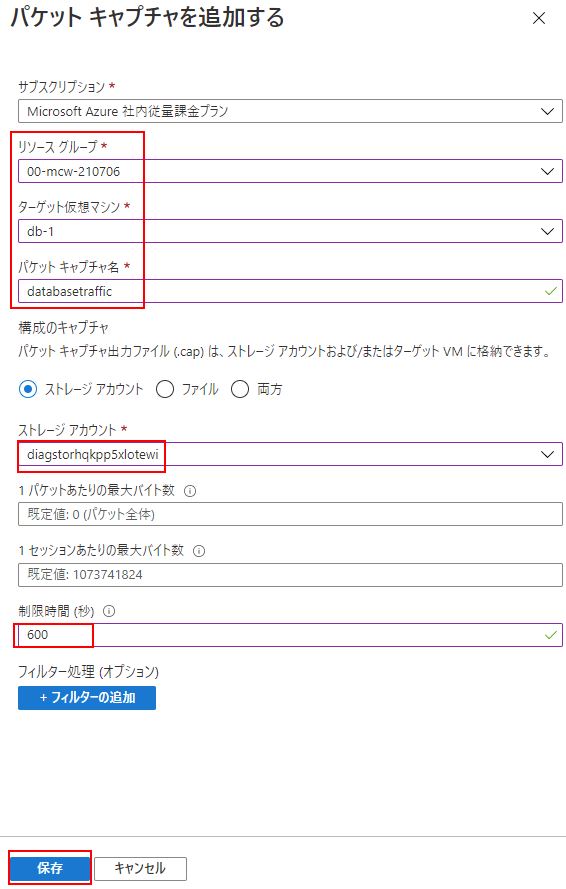 パケット キャプチャを追加する
サブスクリプション *
Microsoft Azure 社内従量課金プラン
リソース グループ *
00-mcw-210706
ターゲット仮想マシン *
db-1
パケット キャプチャ名 *
databasetraffic
構成のキャプチャ
パケット キャプチャ出力ファイル (.cap) は、ストレージ アカウントおよび/またはターゲット VM に格納できます。
ストレージ アカウント ファイル 両方
ストレージ アカウント *
diagstorhqkpp5xlotewi
1 パケットあたりの最大バイト数
既定値: 0 (パケット全体)
1 セッションあたりの最大バイト数
既定値: 1073741824
制限時間 (秒)
600
フィルター処理 (オプション)
+ フィルターの追加
保存 キャンセル